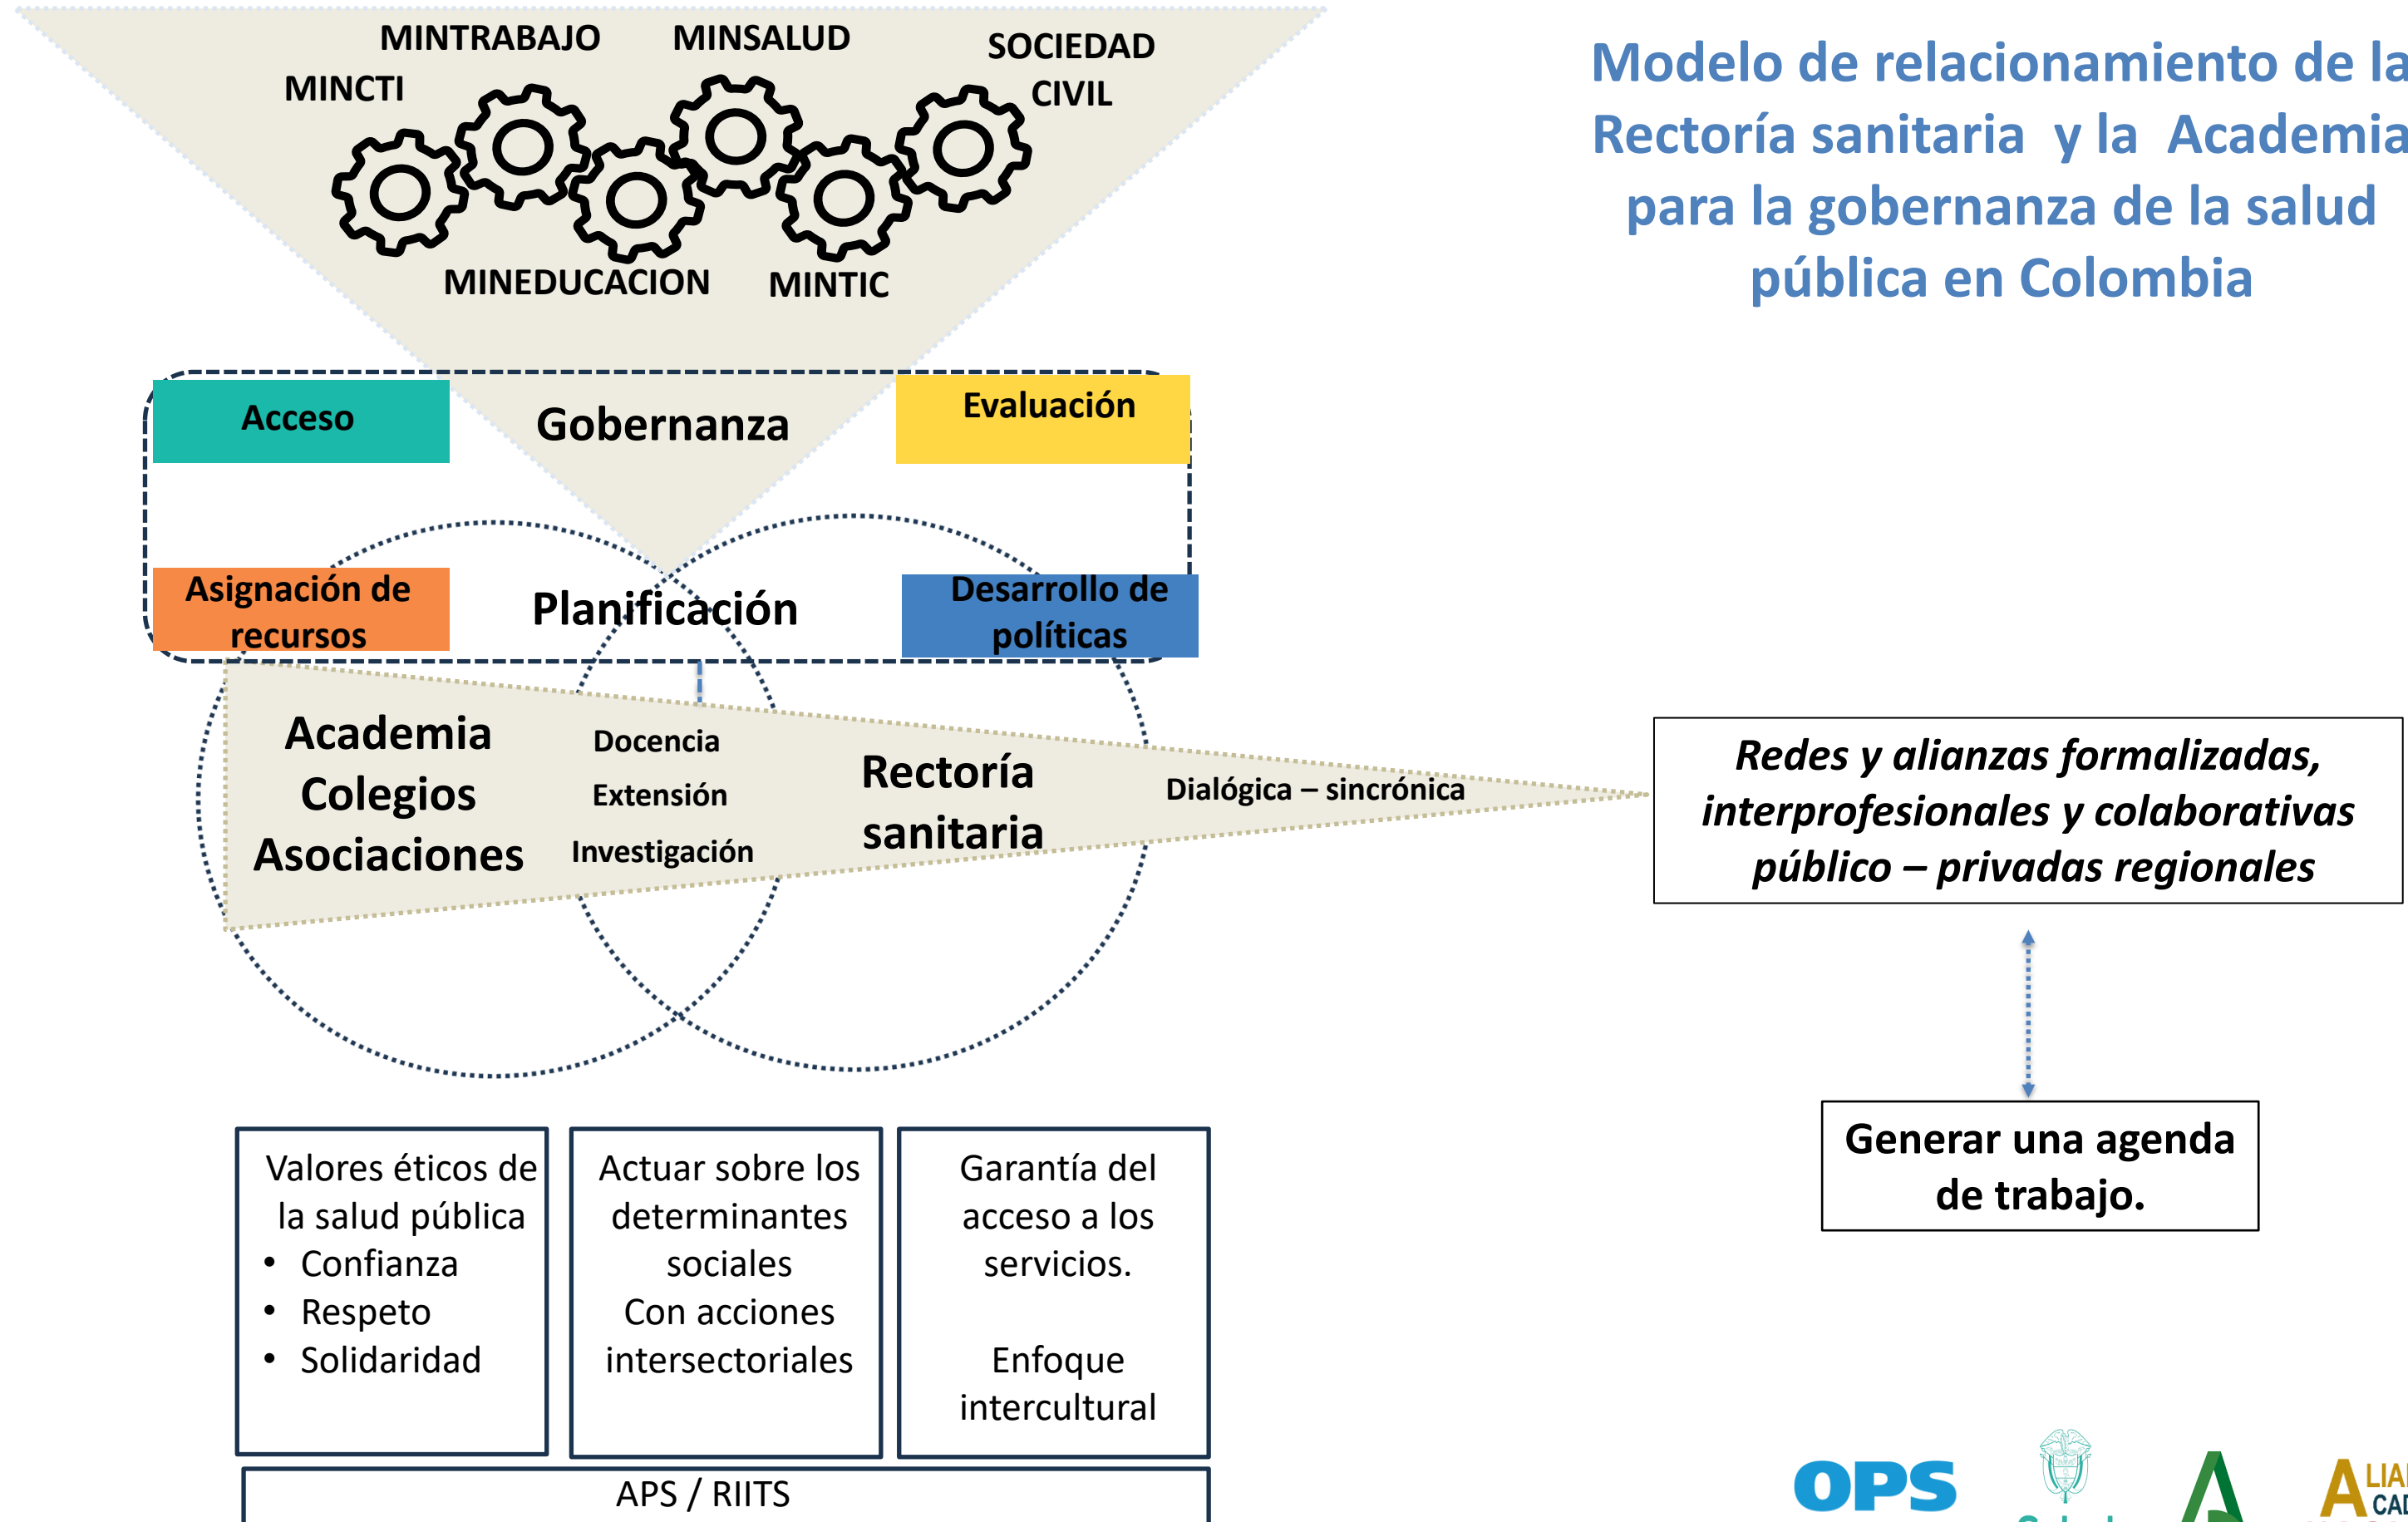 MINTRABAJO
MINSALUD
SOCIEDAD
CIVIL
MINCTI
MINEDUCACION
MINTIC
Modelo de relacionamiento de la
Rectoría sanitaria y la Academia
para la gobernanza de la salud
pública en Colombia
Acceso
Gobernanza
Evaluación
Asignación de
recursos
Planificación
Desarrollo de
políticas
Academia
Colegios
Asociaciones
Docencia
Extensión
Investigación
Rectoría
sanitaria
Dialógica – sincrónica
Redes y alianzas formalizadas,
interprofesionales y colaborativas
público – privadas regionales
Generar una agenda
de trabajo.
Valores éticos de
la salud pública
• Confianza
• Respeto
• Solidaridad
Actuar sobre los
determinantes
sociales
Con acciones
intersectoriales
Garantía del
acceso a los
servicios.
Enfoque
intercultural
APS / RIITS
OPS